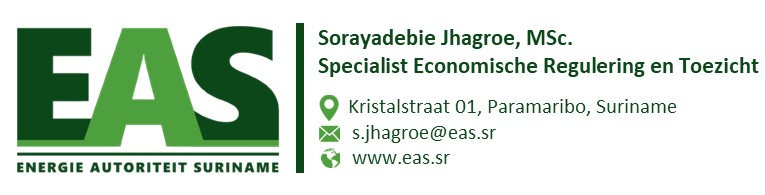 EAS
ENERGIE AUTORITEIT SURINAME
Sorayadebie Jhagroe, MSc.
Specialist Economische Regulering en Toezicht
Kristalstraat 01, Paramaribo, Suriname
s.jhagroe@eas.sr
www.eas.sr